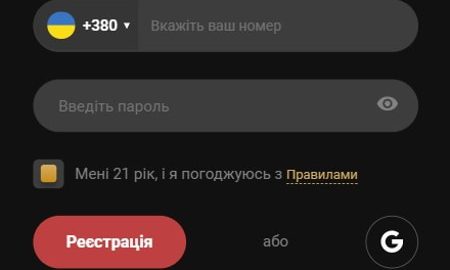 +380 Вкажіть ваш номер
Введіть пароль
Мені 21 рік, і я погоджуюсь з Правилами
Реєстрація або G